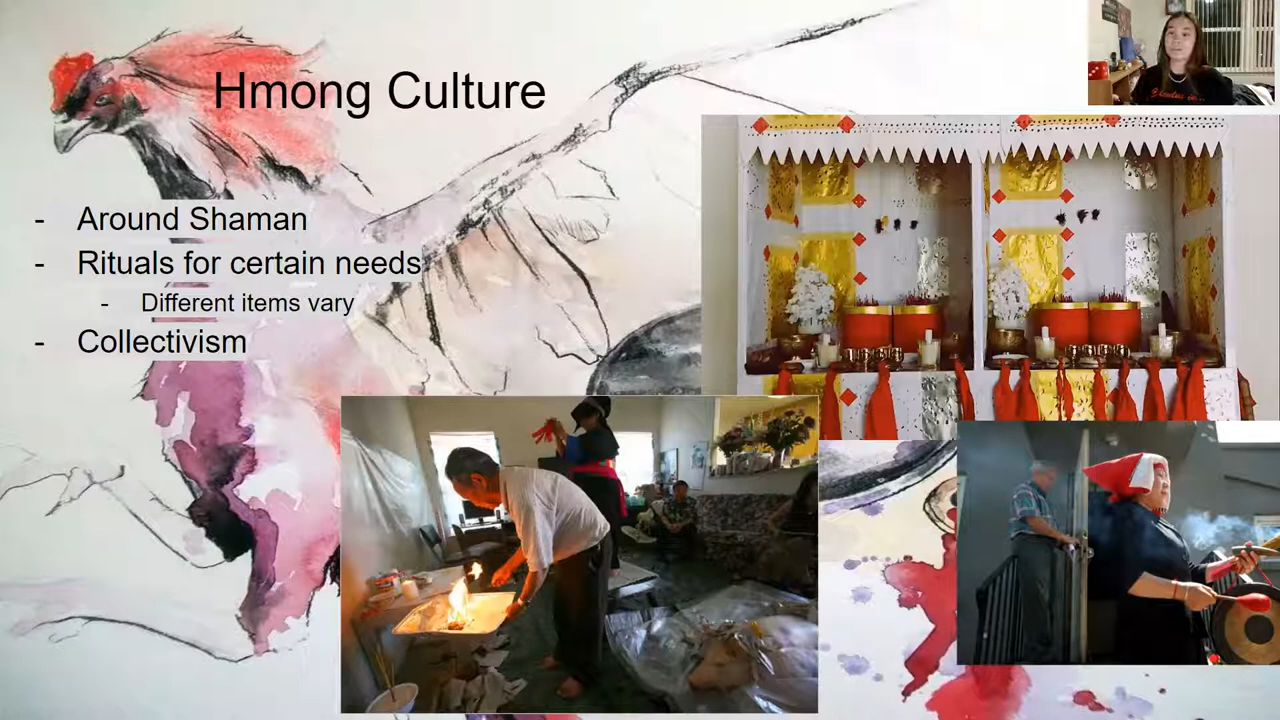 Hmong Culture
- Around Shaman
- Rituals for certain needs
- Different items vary
- Collectivism